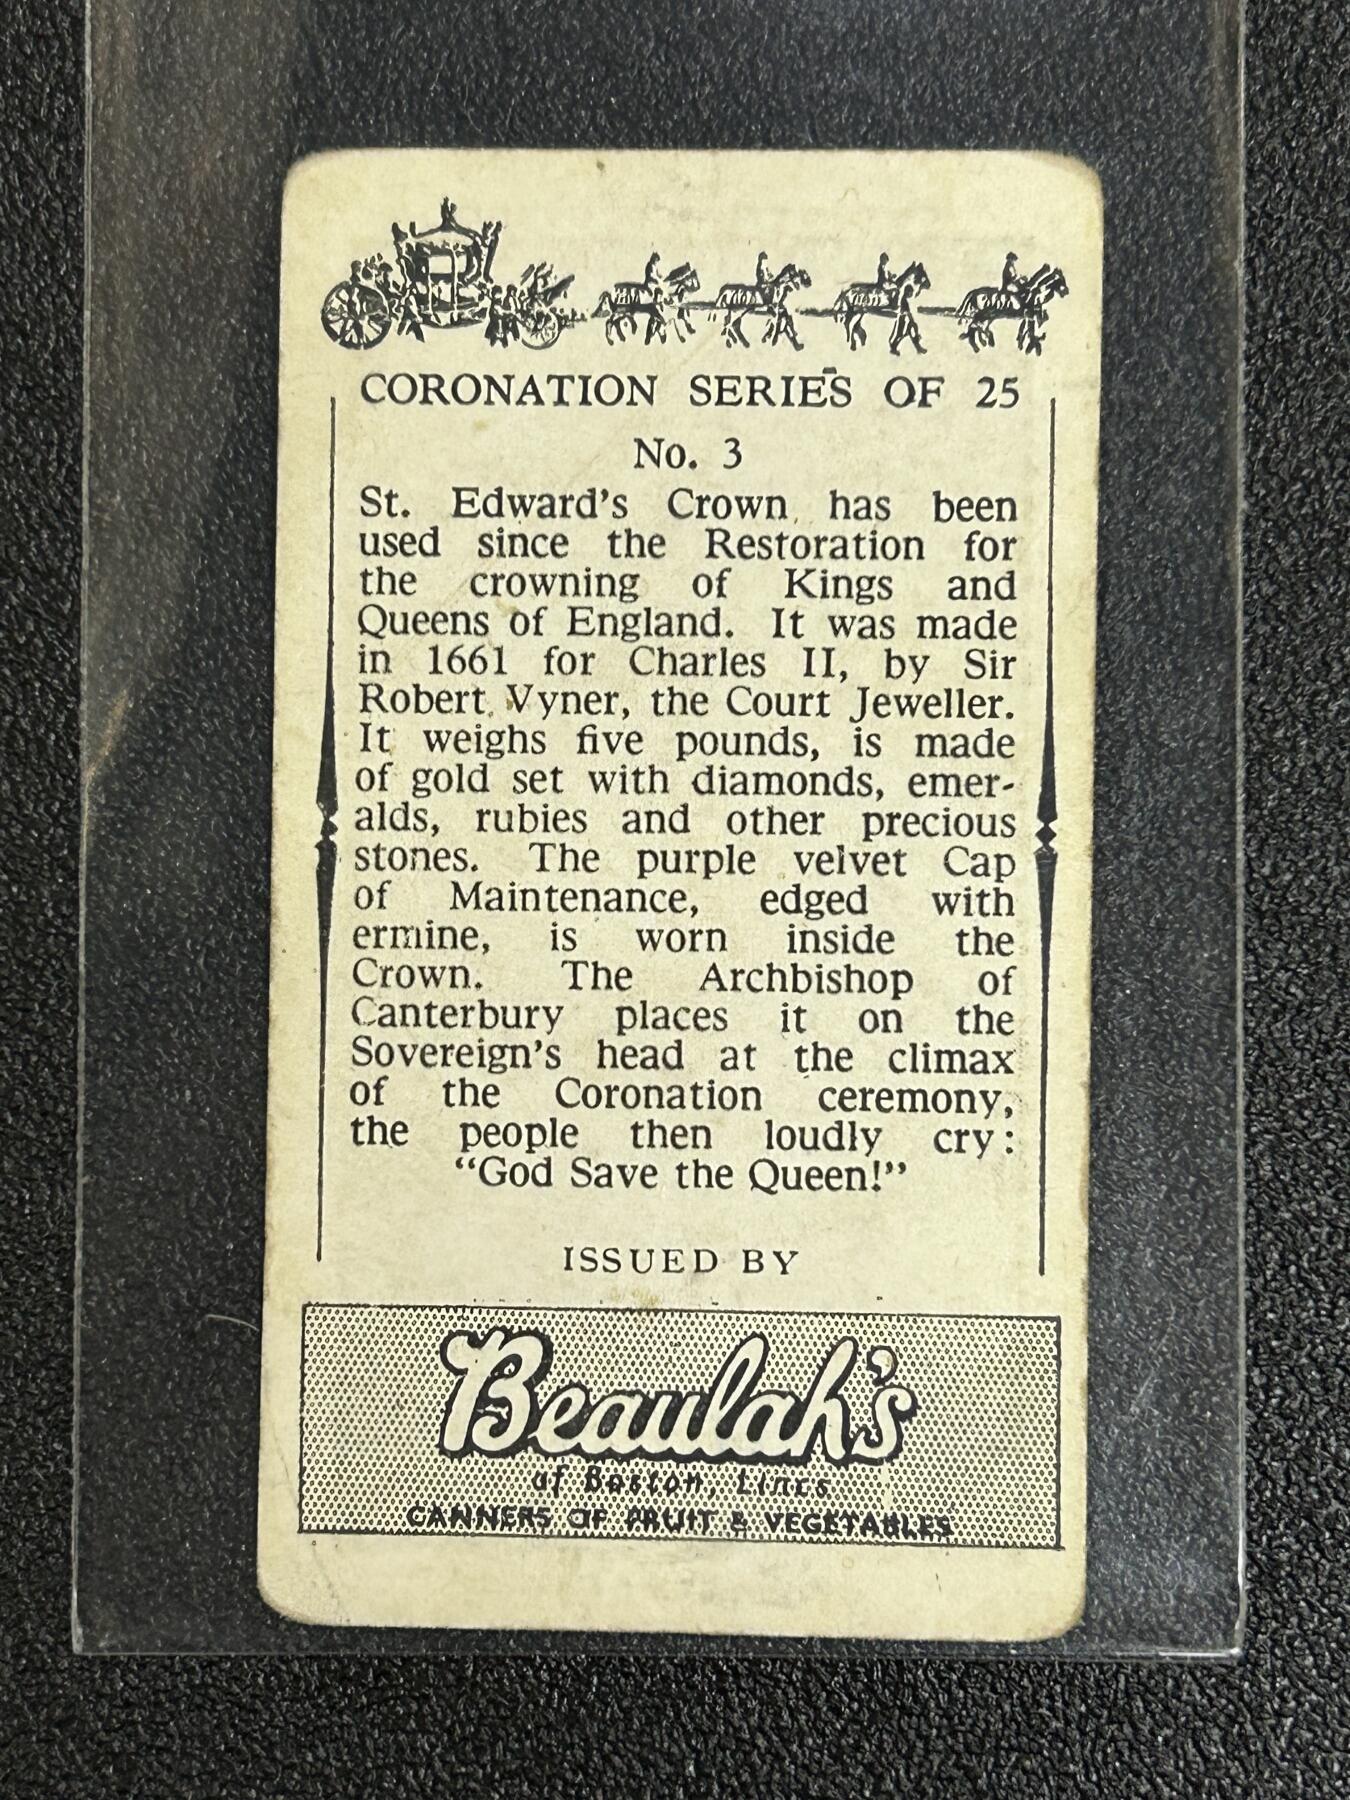 CORONATION SERIES OF 25
No. 3
St. Edward's Crown has been
used since the Restoration for
the crowning of Kings and
Queens of England. It was made
in 1661 for Charles II, by Sir
Robert Vyner, the Court Jeweller.
It weighs five pounds, is made
of gold set with diamonds, emer-
alds, rubies and other precious
stones. The purple velvet Cap
of Maintenance, edged with
ermine, is worn inside the
Crown. The Archbishop of
Canterbury places it on the
Sovereign's head at the climax
of the Coronation ceremony,
the people then loudly cry:
“God Save the Queen!”
ISSUED BY
Beaulah's
of Boston, Lincs
CANNERS OF FRUIT & VEGETABLES